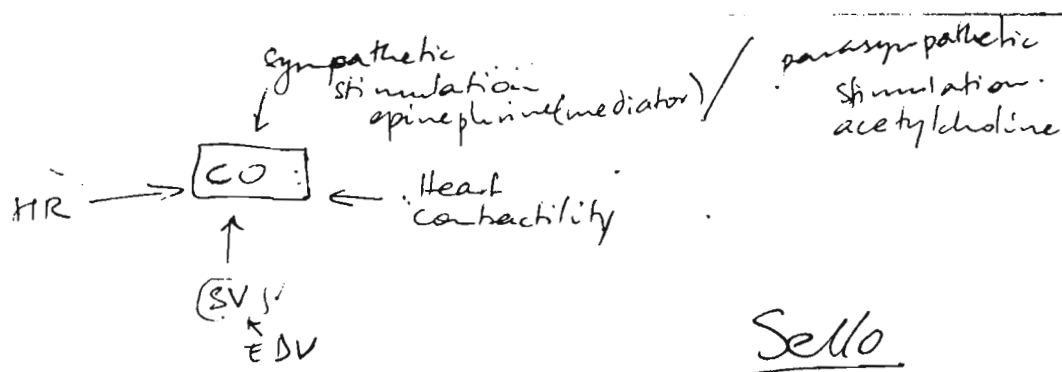 sympathetic
stimulation
epinephrine(mediator) /
parasympathetic
stimulation.
acetylcholine
HR
CO
Heart
contractility
SV
EDV
Sello